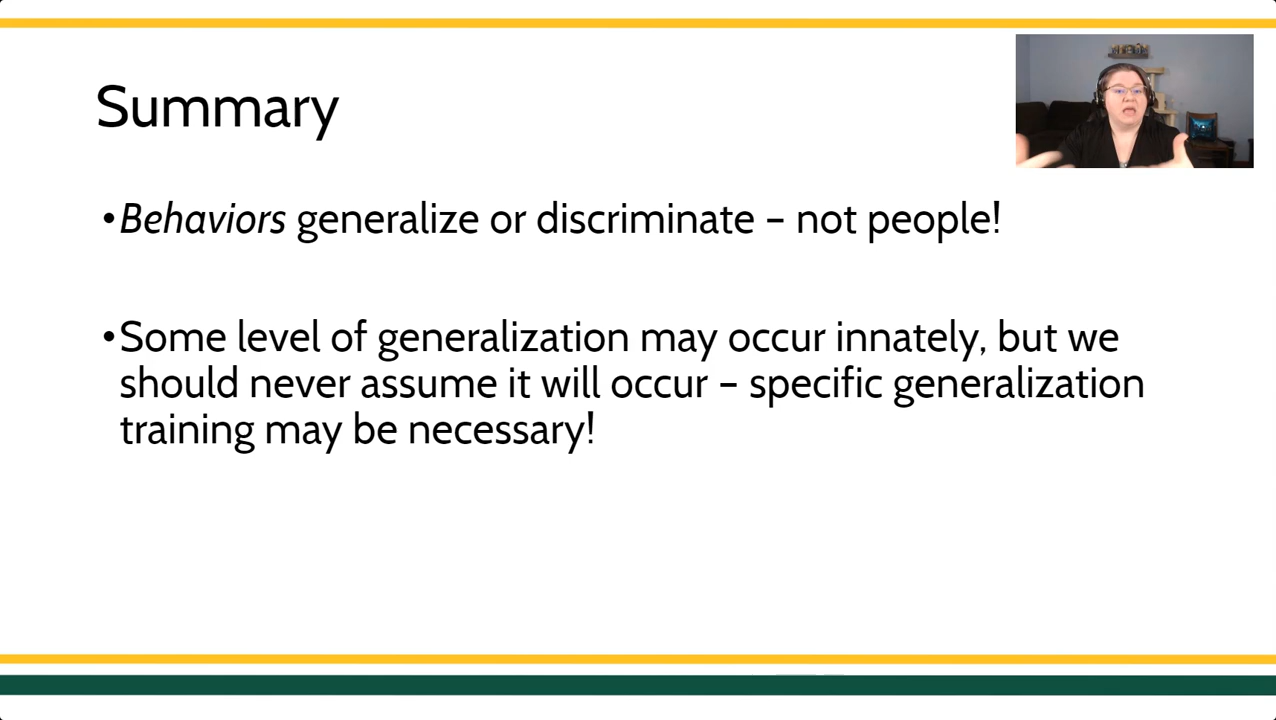 Summary
•Behaviors generalize or discriminate – not people!
•Some level of generalization may occur innately, but we
should never assume it will occur – specific generalization
training may be necessary!